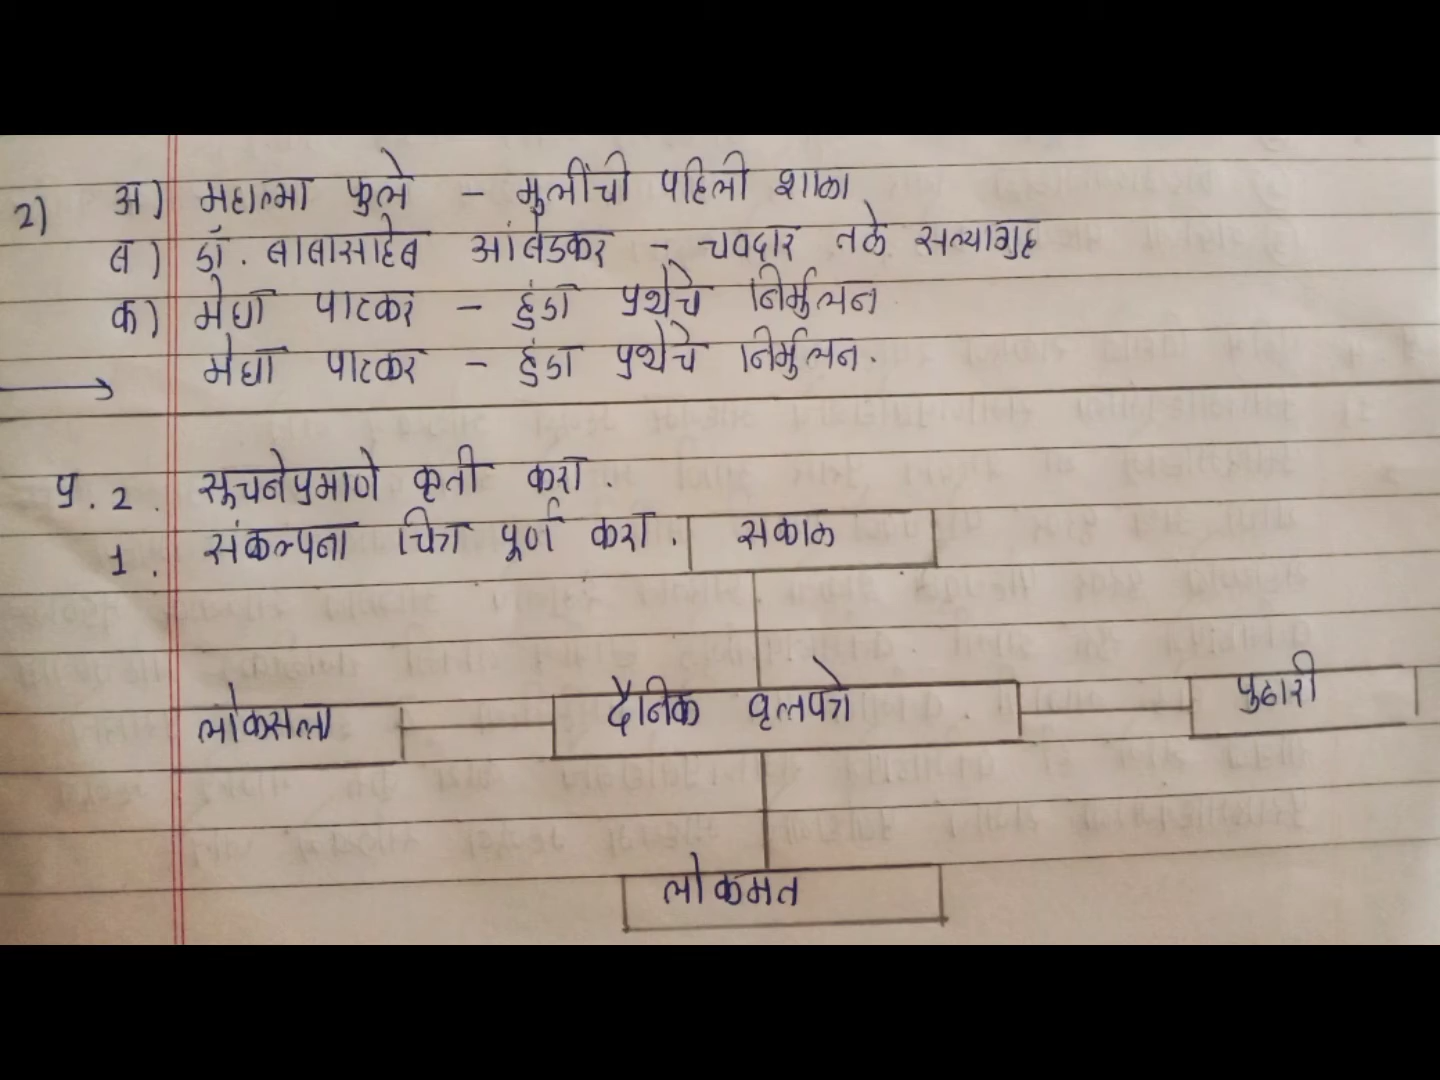 2) अ) महात्मा फुले - मुलींची पहिली शाळा
ब) डॉ. बाबासाहेब आंबेडकर - चवदार तळे सत्याग्रह
क) मेधा पाटकर - हुंडा प्रथेचे निर्मुलन
→ मेधा पाटकर - हुंडा प्रथेचे निर्मुलन.
प्र. 2. सूचनेप्रमाणे कृती करा.
1. संकल्पना चित्र पूर्ण करा. सकाळ
लोकसत्ता दैनिक वृत्तपत्रे पुढारी
लोकमत